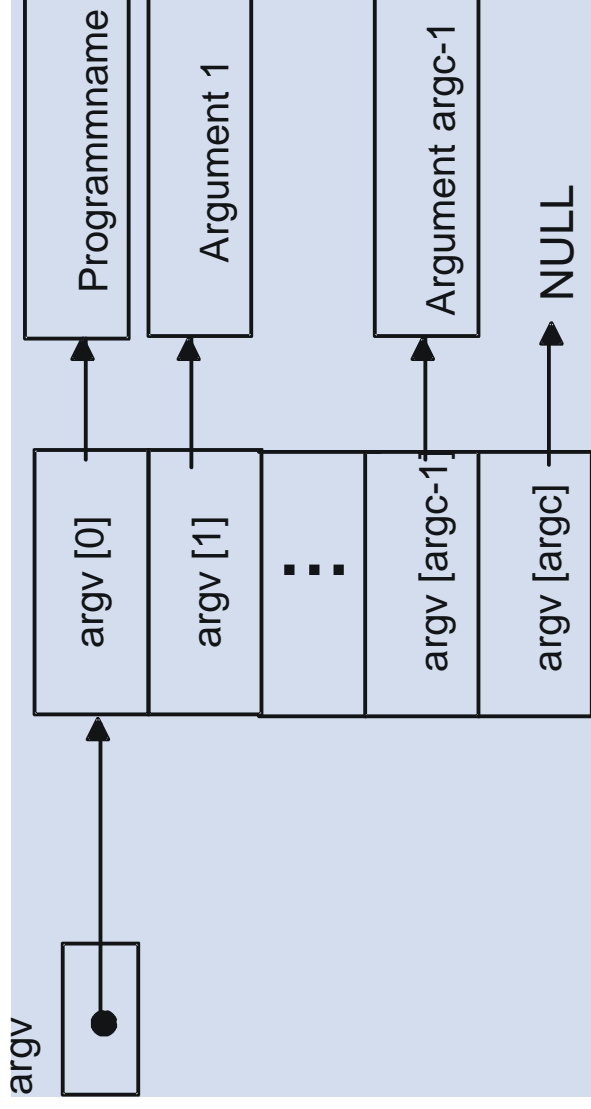 argv
argv [0]
Programmname
argv [1]
Argument 1
...
argv [argc-1]
Argument argc-1
argv [argc]
NULL